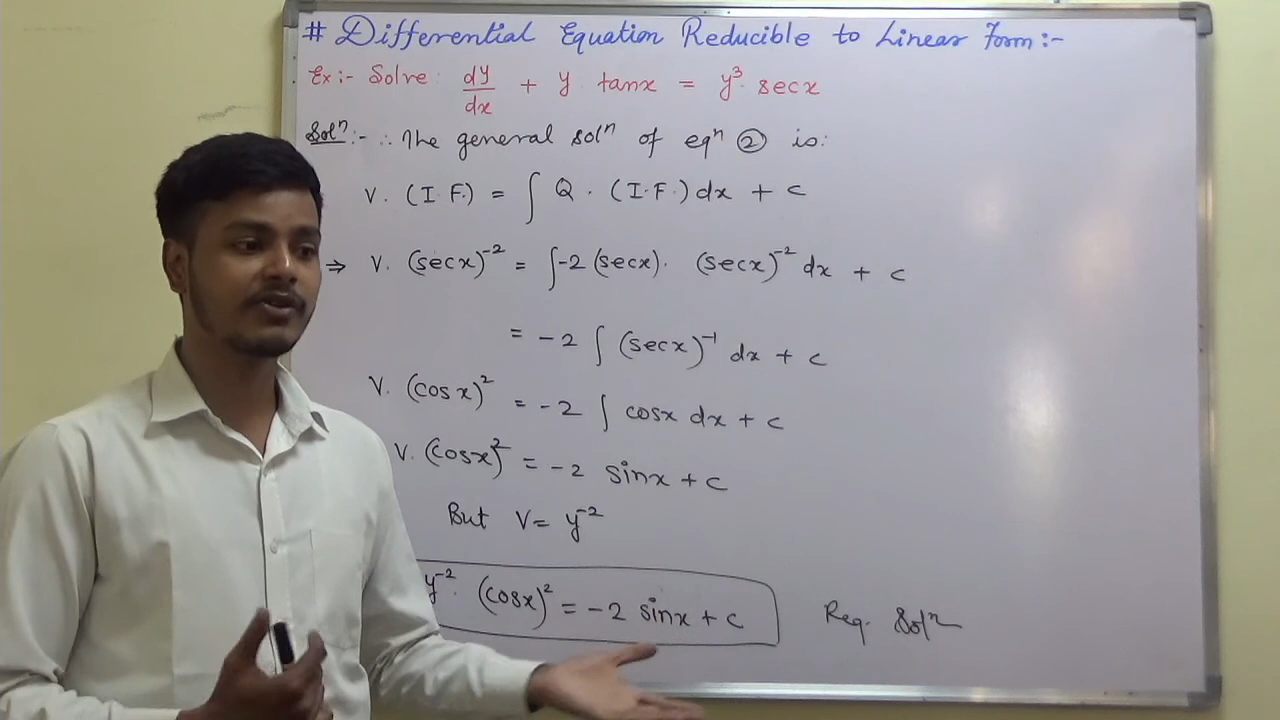 # Differential Equation Reducible to Linear Form:-
Ex:- Solve dy/dx + y tanx = y³ secx
Solⁿ:- ∴ The general solⁿ of eqⁿ ② is:
V. (I.F.) = ∫ Q. (I.F.) dx + c
⇒ V. (secx)⁻² = ∫-2 (secx). (secx)⁻² dx + c
= -2 ∫ (secx)⁻¹ dx + c
V. (cosx)² = -2 ∫ cosx dx + c
V. (cosx)² = -2 sinx + c
But V = y⁻²
y⁻². (cosx)² = -2 sinx + c Req. Solⁿ